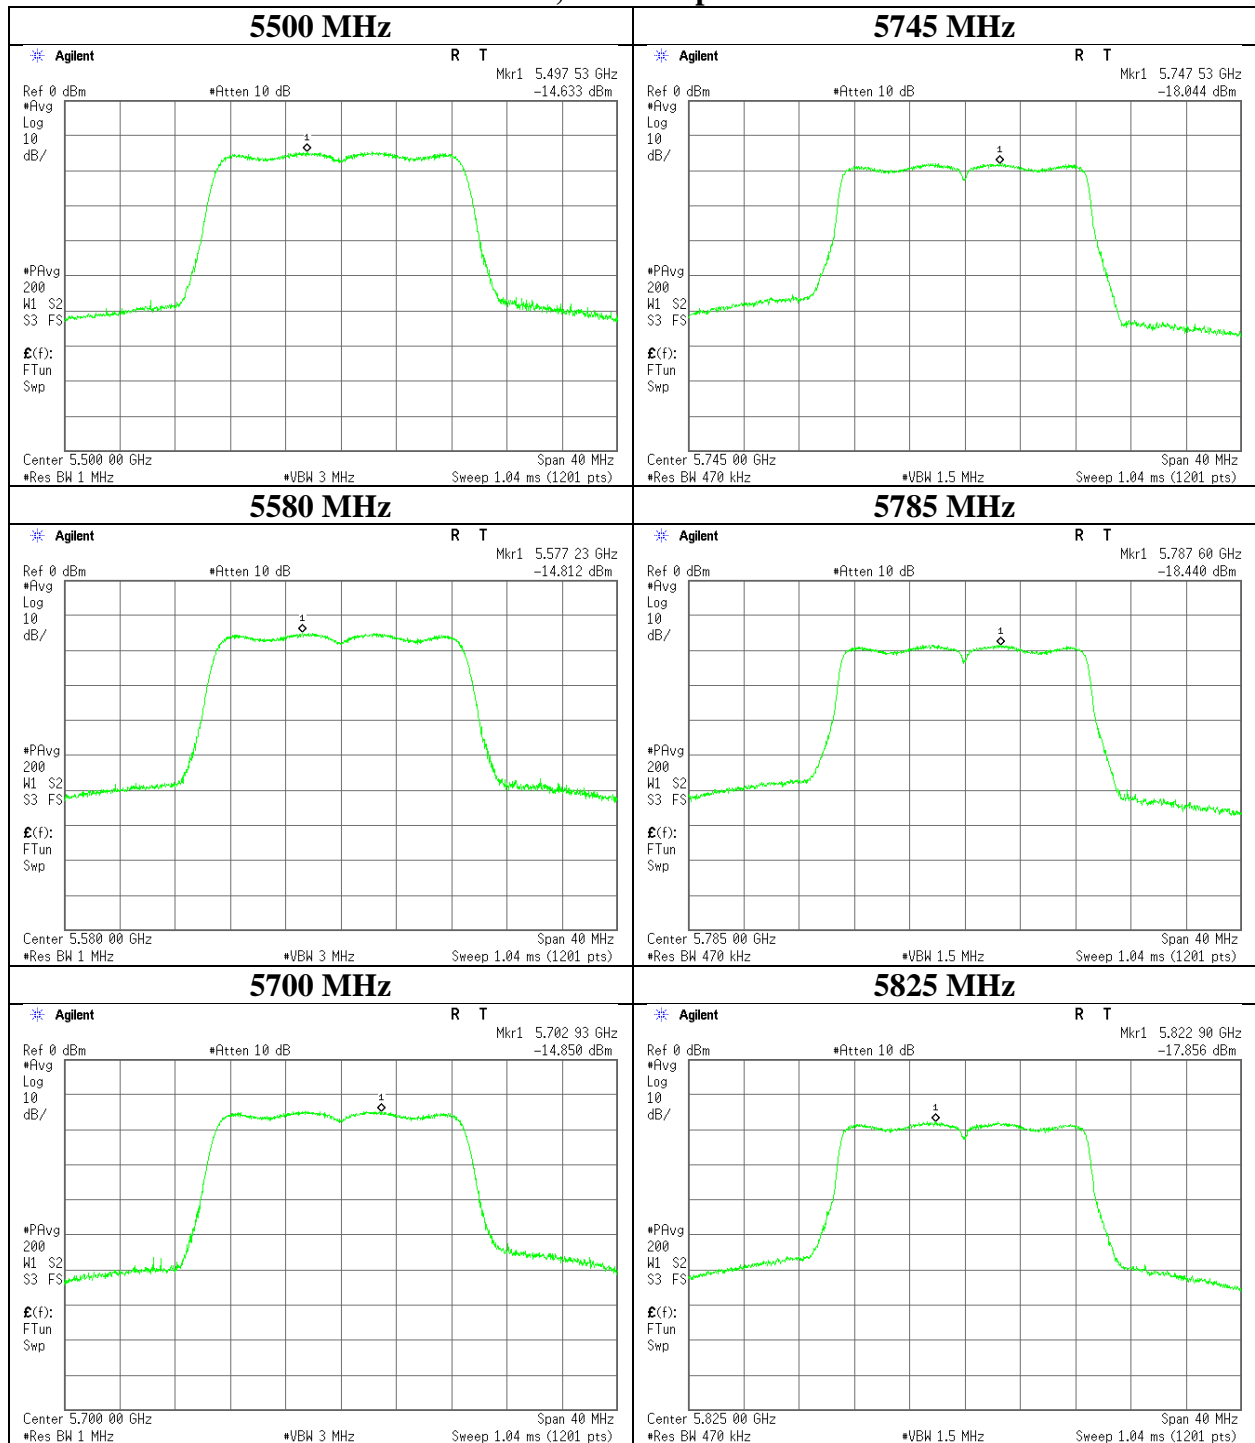 5500 MHz
Agilent R T
Mkr1 5.497 53 GHz
Ref 0 dBm #Atten 10 dB -14.633 dBm
#Avg
Log
10
dB/
1
#PAvg
200
W1 S2
S3 FS
£(f):
FTun
Swp
Center 5.500 00 GHz Span 40 MHz
#Res BW 1 MHz #VBW 3 MHz Sweep 1.04 ms (1201 pts)
5745 MHz
Agilent R T
Mkr1 5.747 53 GHz
Ref 0 dBm #Atten 10 dB -18.044 dBm
#Avg
Log
10
dB/
1
#PAvg
200
W1 S2
S3 FS
£(f):
FTun
Swp
Center 5.745 00 GHz Span 40 MHz
#Res BW 470 kHz #VBW 1.5 MHz Sweep 1.04 ms (1201 pts)
5580 MHz
Agilent R T
Mkr1 5.577 23 GHz
Ref 0 dBm #Atten 10 dB -14.812 dBm
#Avg
Log
10
dB/
1
#PAvg
200
W1 S2
S3 FS
£(f):
FTun
Swp
Center 5.580 00 GHz Span 40 MHz
#Res BW 1 MHz #VBW 3 MHz Sweep 1.04 ms (1201 pts)
5785 MHz
Agilent R T
Mkr1 5.787 60 GHz
Ref 0 dBm #Atten 10 dB -18.440 dBm
#Avg
Log
10
dB/
1
#PAvg
200
W1 S2
S3 FS
£(f):
FTun
Swp
Center 5.785 00 GHz Span 40 MHz
#Res BW 470 kHz #VBW 1.5 MHz Sweep 1.04 ms (1201 pts)
5700 MHz
Agilent R T
Mkr1 5.702 93 GHz
Ref 0 dBm #Atten 10 dB -14.850 dBm
#Avg
Log
10
dB/
1
#PAvg
200
W1 S2
S3 FS
£(f):
FTun
Swp
Center 5.700 00 GHz Span 40 MHz
#Res BW 1 MHz #VBW 3 MHz Sweep 1.04 ms (1201 pts)
5825 MHz
Agilent R T
Mkr1 5.822 90 GHz
Ref 0 dBm #Atten 10 dB -17.856 dBm
#Avg
Log
10
dB/
1
#PAvg
200
W1 S2
S3 FS
£(f):
FTun
Swp
Center 5.825 00 GHz Span 40 MHz
#Res BW 470 kHz #VBW 1.5 MHz Sweep 1.04 ms (1201 pts)